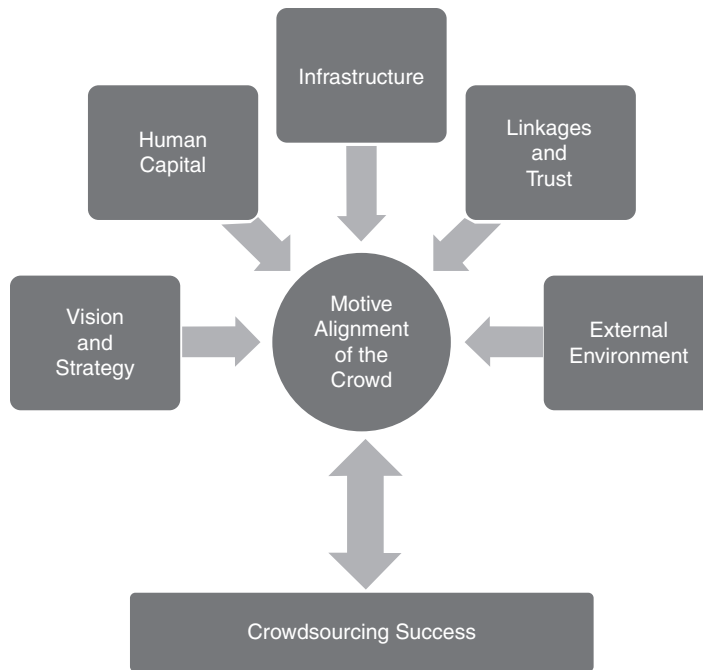 Infrastructure
Human
Capital
Linkages
and
Trust
Vision
and
Strategy
Motive
Alignment
of the
Crowd
External
Environment
Crowdsourcing Success